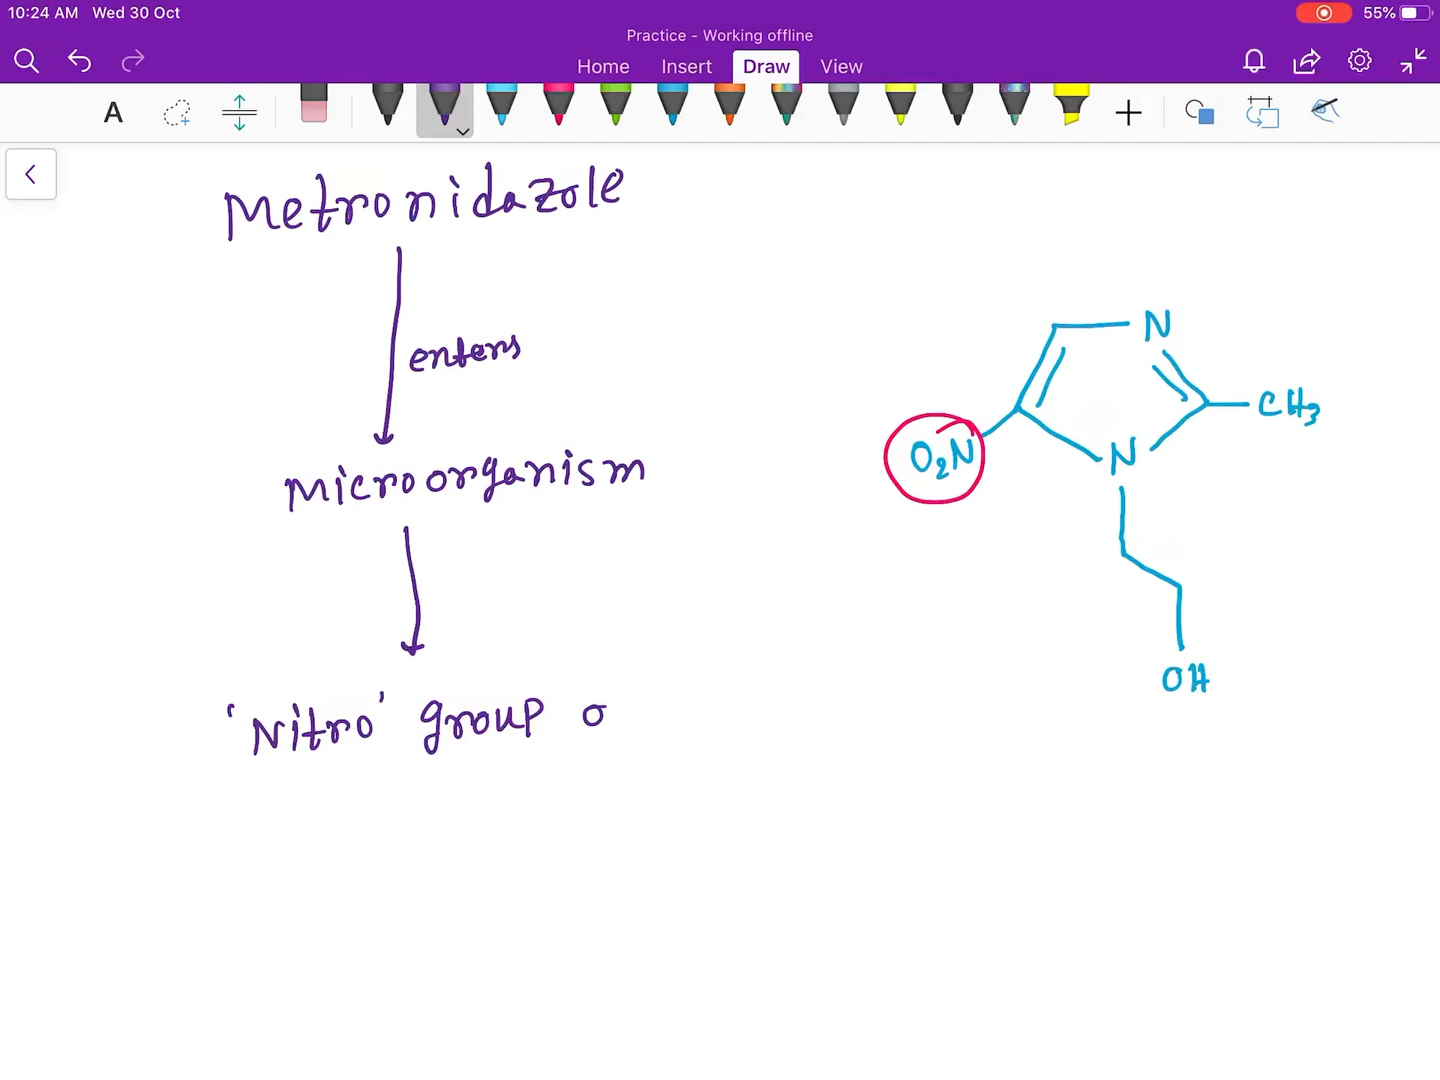 10:24 AM Wed 30 Oct
55%
Practice - Working offline
Home Insert Draw View
A
Metronidazole
enters
Microorganism
'Nitro' group o
N
CH3
O2N
N
OH